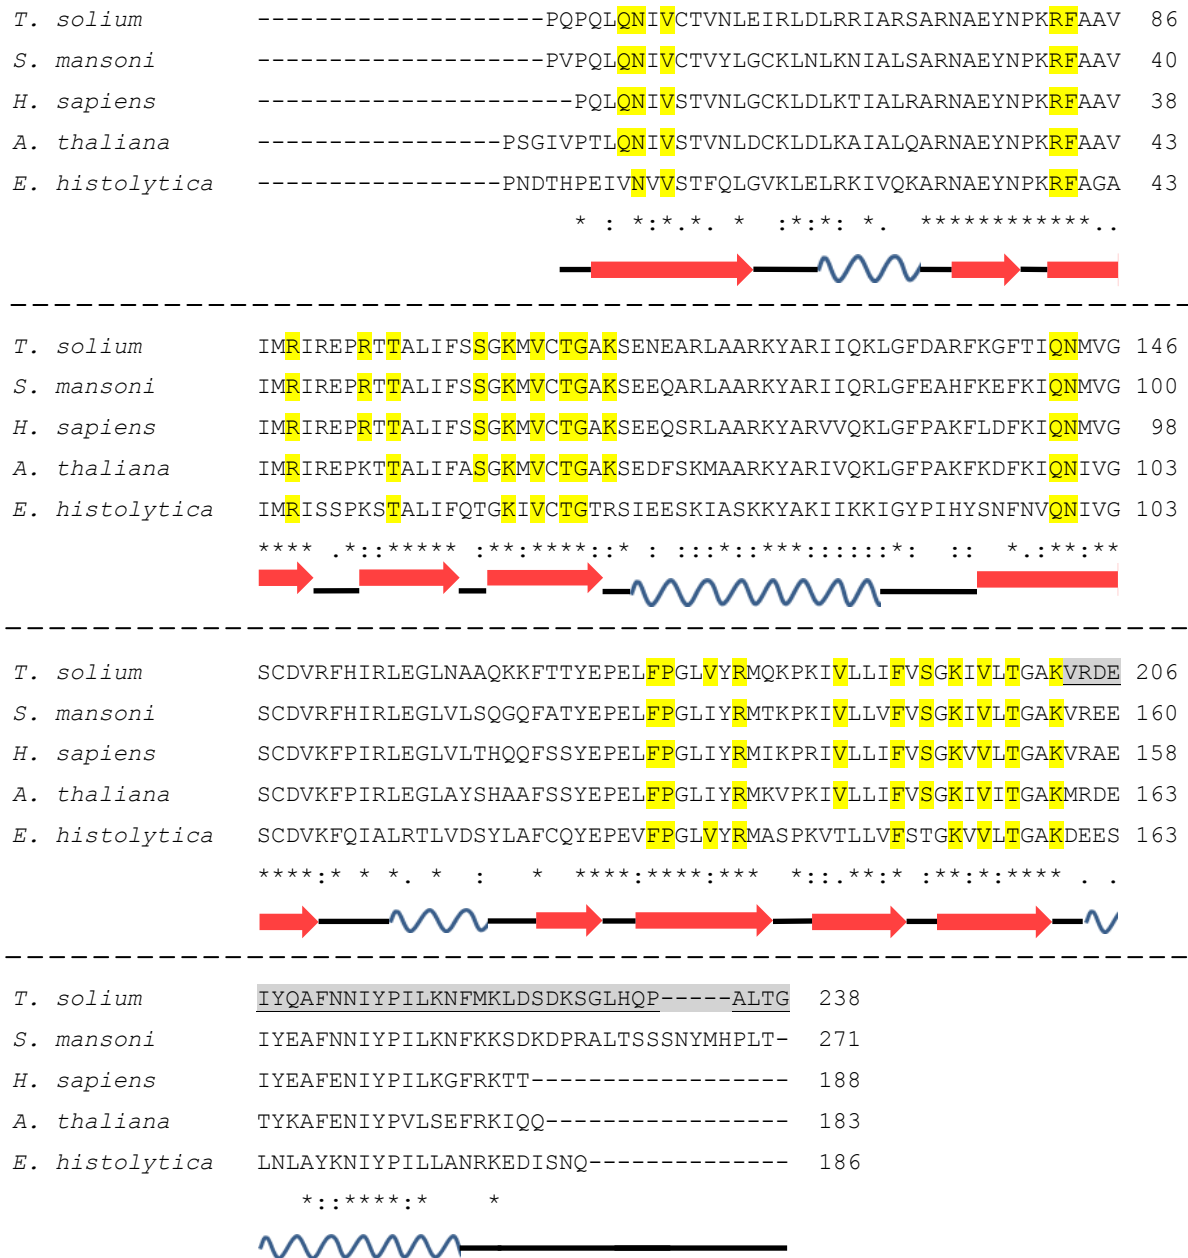 T. solium --------------------PQPQLQNIVCTVNLEIRLDLRRIARSARNAEYNPKRFAAV 86
S. mansoni --------------------PVPQLQNIVCTVYLGCKLNLKNIALSARNAEYNPKRFAAV 40
H. sapiens ----------------------PQLQNIVSTVNLGCKLDLKTIALRARNAEYNPKRFAAV 38
A. thaliana -----------------PSGIVPTLQNIVSTVNLDCKLDLKAIALQARNAEYNPKRFAAV 43
E. histolytica -----------------PNDTHPEIVNVVSTFQLGVKLELRKIVQKARNAEYNPKRFAGA 43
* : *:*.*. * :*:*: *. ************..
T. solium IMRIREPRTTALIFSSGKMVCTGAKSENEARLAARKYARIIQKLGFDARFKGFTIQNMVG 146
S. mansoni IMRIREPRTTALIFSSGKMVCTGAKSEEQARLAARKYARIIQRLGFEAHFKEFKIQNMVG 100
H. sapiens IMRIREPRTTALIFSSGKMVCTGAKSEEQSRLAARKYARVVQKLGFPAKFLDFKIQNMVG 98
A. thaliana IMRIREPKTTALIFASGKMVCTGAKSEDFSKMAARKYARIVQKLGFPAKFKDFKIQNIVG 103
E. histolytica IMRISSPKSTALIFQTGKIVCTGTRSIEESKIASKKYAKIIKKIGYPIHYSNFNVQNIVG 103
**** .*::***** :**:****::* : :::*::***::::::*: :: *.:**:**
T. solium SCDVRFHIRLEGLNAAQKKFTTYEPELFPGLVYRMQKPKIVLLIFVSGKIVLTGAKVRDE 206
S. mansoni SCDVRFHIRLEGLVLSQGQFATYEPELFPGLIYRMTKPKIVLLVFVSGKIVLTGAKVREE 160
H. sapiens SCDVKFPIRLEGLVLTHQQFSSYEPELFPGLIYRMIKPRIVLLIFVSGKVVLTGAKVRAE 158
A. thaliana SCDVKFPIRLEGLAYSHAAFSSYEPELFPGLIYRMKVPKIVLLIFVSGKIVITGAKMRDE 163
E. histolytica SCDVKFQIALRTLVDSYLAFCQYEPEVFPGLVYRMASPKVTLLVFSTGKVVLTGAKDEES 163
****:* * *. * : * ****:****:*** *::.**:* :**:*:**** . .
T. solium IYQAFNNIYPILKNFMKLDSDKSGLHQP-----ALTG 238
S. mansoni IYEAFNNIYPILKNFKKSDKDPRALTSSSNYMHPLT- 271
H. sapiens IYEAFENIYPILKGFRKTT------------------ 188
A. thaliana TYKAFENIYPVLSEFRKIQQ----------------- 183
E. histolytica LNLAYKNIYPILLANRKEDISNQ-------------- 186
*::****:* *